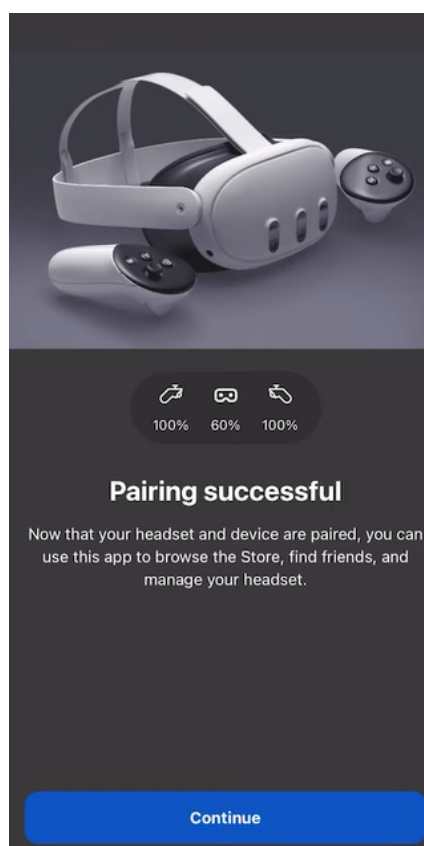 100% 60% 100%
Pairing successful
Now that your headset and device are paired, you can
use this app to browse the Store, find friends, and
manage your headset.
Continue